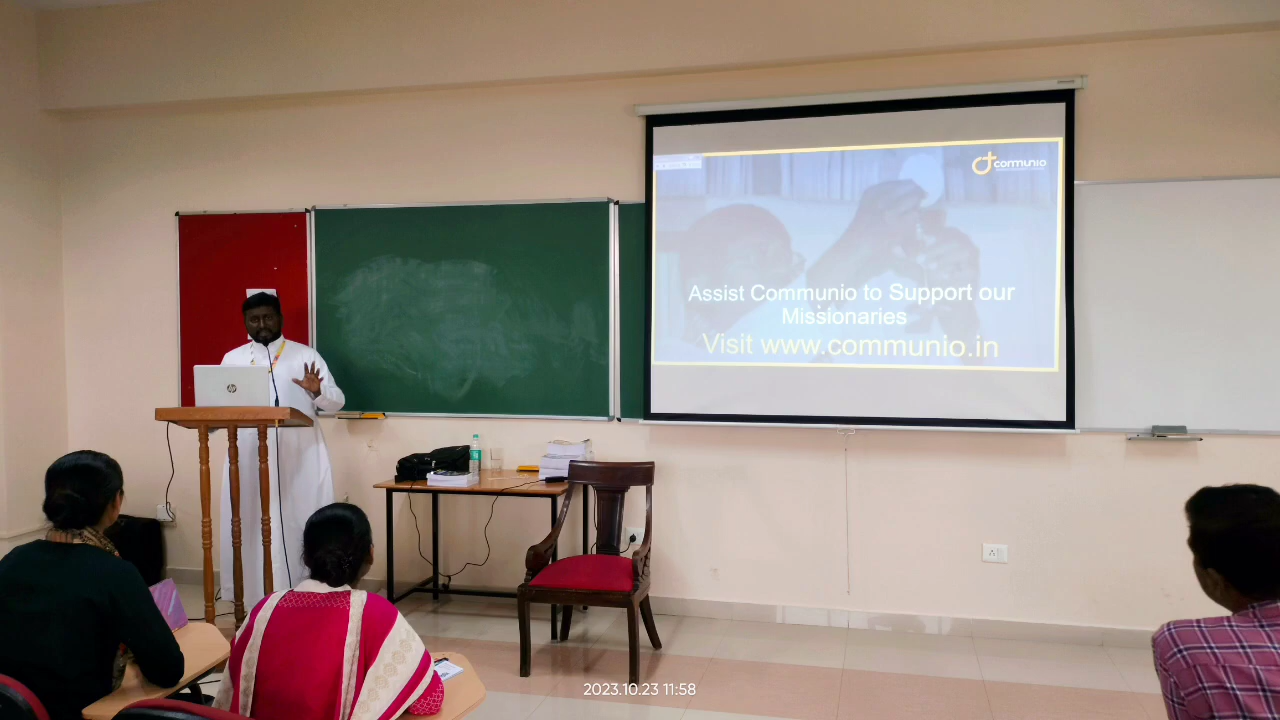 communio
Assist Communio to Support our
Missionaries
Visit www.communio.in
hp
2023.10.23 11:58